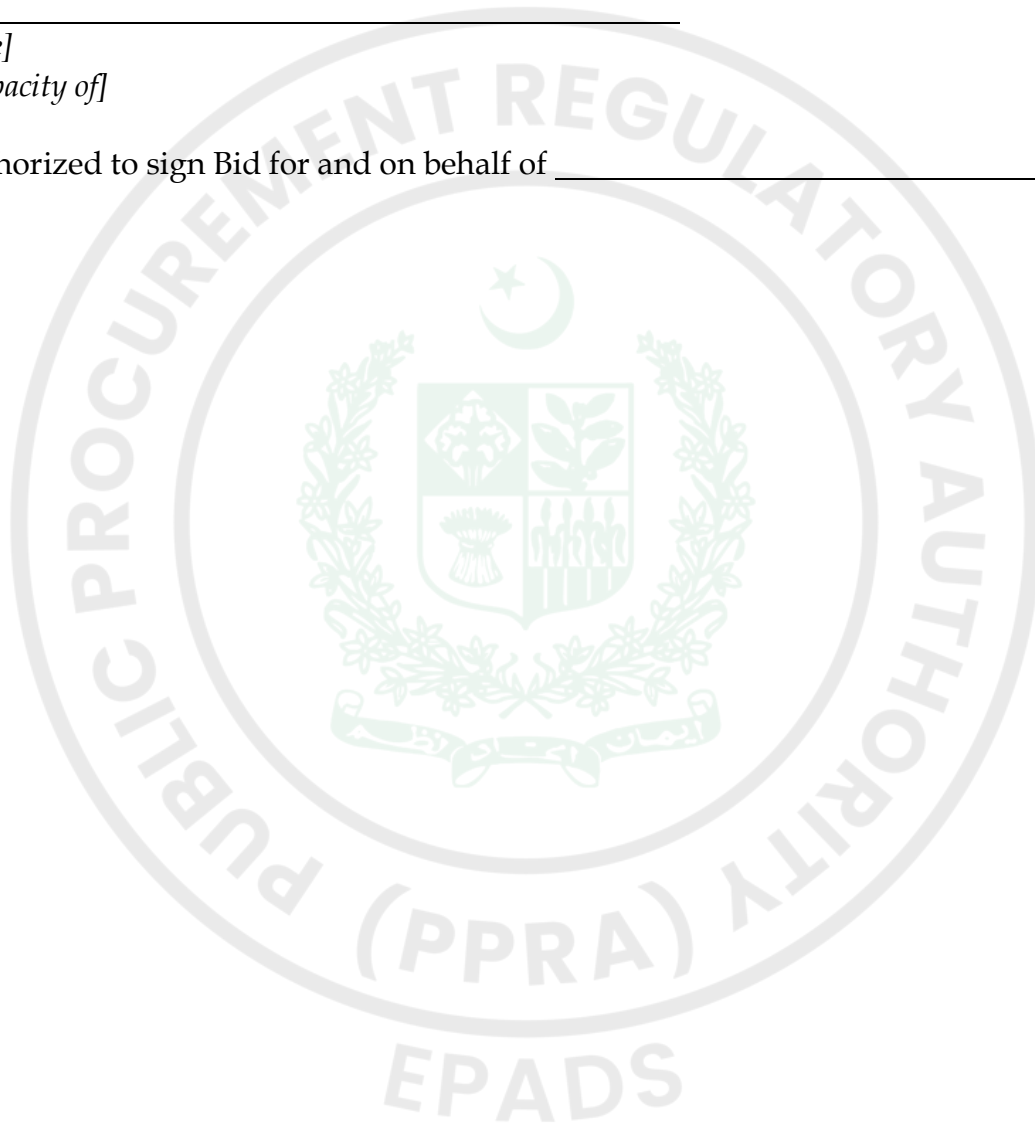 e]
pacity of]
horized to sign Bid for and on behalf of
PUBLIC PROCUREMENT REGULATORY AUTHORITY
(PPRA)
EPADS